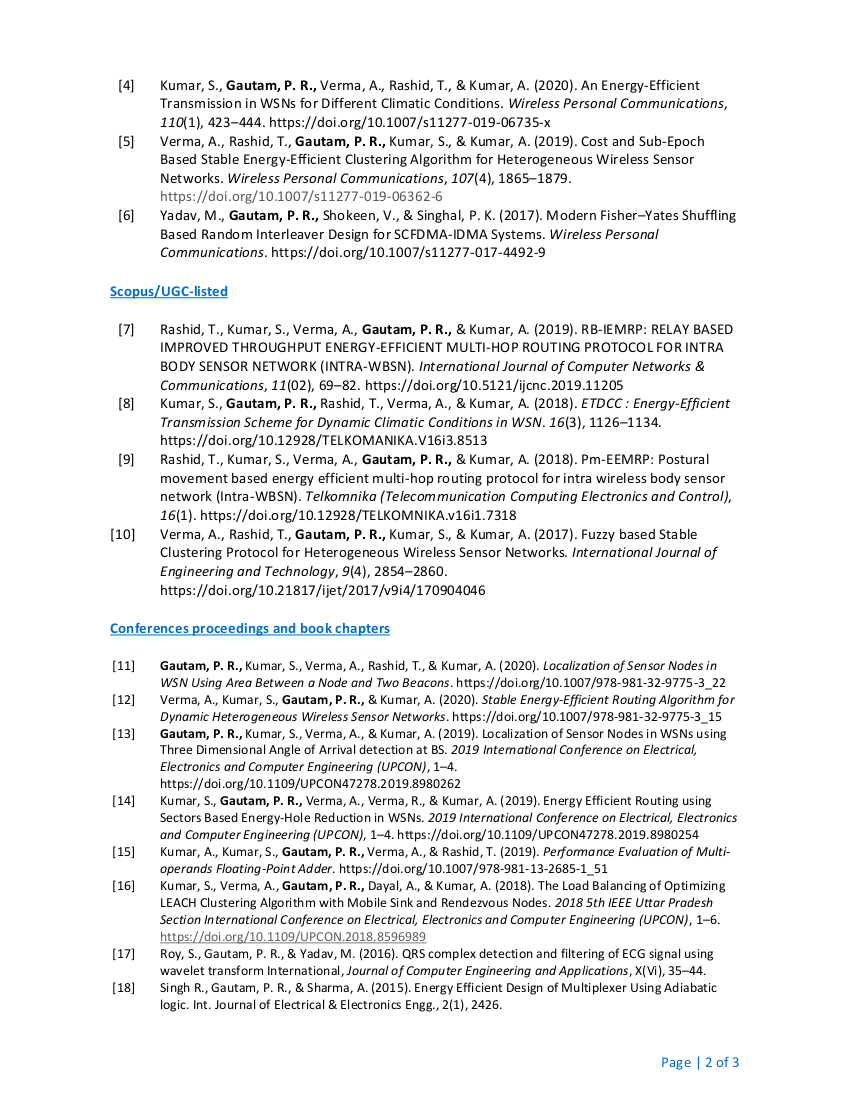 [4] Kumar, S., Gautam, P. R., Verma, A., Rashid, T., & Kumar, A. (2020). An Energy-Efficient
Transmission in WSNs for Different Climatic Conditions. Wireless Personal Communications,
110(1), 423–444. https://doi.org/10.1007/s11277-019-06735-x
[5] Verma, A., Rashid, T., Gautam, P. R., Kumar, S., & Kumar, A. (2019). Cost and Sub-Epoch
Based Stable Energy-Efficient Clustering Algorithm for Heterogeneous Wireless Sensor
Networks. Wireless Personal Communications, 107(4), 1865–1879.
https://doi.org/10.1007/s11277-019-06362-6
[6] Yadav, M., Gautam, P. R., Shokeen, V., & Singhal, P. K. (2017). Modern Fisher–Yates Shuffling
Based Random Interleaver Design for SCFDMA-IDMA Systems. Wireless Personal
Communications. https://doi.org/10.1007/s11277-017-4492-9
Scopus/UGC-listed
[7] Rashid, T., Kumar, S., Verma, A., Gautam, P. R., & Kumar, A. (2019). RB-IEMRP: RELAY BASED
IMPROVED THROUGHPUT ENERGY-EFFICIENT MULTI-HOP ROUTING PROTOCOL FOR INTRA
BODY SENSOR NETWORK (INTRA-WBSN). International Journal of Computer Networks &
Communications, 11(02), 69–82. https://doi.org/10.5121/ijcnc.2019.11205
[8] Kumar, S., Gautam, P. R., Rashid, T., Verma, A., & Kumar, A. (2018). ETDCC : Energy-Efficient
Transmission Scheme for Dynamic Climatic Conditions in WSN. 16(3), 1126–1134.
https://doi.org/10.12928/TELKOMANIKA.V16i3.8513
[9] Rashid, T., Kumar, S., Verma, A., Gautam, P. R., & Kumar, A. (2018). Pm-EEMRP: Postural
movement based energy efficient multi-hop routing protocol for intra wireless body sensor
network (Intra-WBSN). Telkomnika (Telecommunication Computing Electronics and Control),
16(1). https://doi.org/10.12928/TELKOMNIKA.v16i1.7318
[10] Verma, A., Rashid, T., Gautam, P. R., Kumar, S., & Kumar, A. (2017). Fuzzy based Stable
Clustering Protocol for Heterogeneous Wireless Sensor Networks. International Journal of
Engineering and Technology, 9(4), 2854–2860.
https://doi.org/10.21817/ijet/2017/v9i4/170904046
Conferences proceedings and book chapters
[11] Gautam, P. R., Kumar, S., Verma, A., Rashid, T., & Kumar, A. (2020). Localization of Sensor Nodes in
WSN Using Area Between a Node and Two Beacons. https://doi.org/10.1007/978-981-32-9775-3_22
[12] Verma, A., Kumar, S., Gautam, P. R., & Kumar, A. (2020). Stable Energy-Efficient Routing Algorithm for
Dynamic Heterogeneous Wireless Sensor Networks. https://doi.org/10.1007/978-981-32-9775-3_15
[13] Gautam, P. R., Kumar, S., Verma, A., & Kumar, A. (2019). Localization of Sensor Nodes in WSNs using
Three Dimensional Angle of Arrival detection at BS. 2019 International Conference on Electrical,
Electronics and Computer Engineering (UPCON), 1–4.
https://doi.org/10.1109/UPCON47278.2019.8980262
[14] Kumar, S., Gautam, P. R., Verma, A., Verma, R., & Kumar, A. (2019). Energy Efficient Routing using
Sectors Based Energy-Hole Reduction in WSNs. 2019 International Conference on Electrical, Electronics
and Computer Engineering (UPCON), 1–4. https://doi.org/10.1109/UPCON47278.2019.8980254
[15] Kumar, A., Kumar, S., Gautam, P. R., Verma, A., & Rashid, T. (2019). Performance Evaluation of Multi-
operands Floating-Point Adder. https://doi.org/10.1007/978-981-13-2685-1_51
[16] Kumar, S., Verma, A., Gautam, P. R., Dayal, A., & Kumar, A. (2018). The Load Balancing of Optimizing
LEACH Clustering Algorithm with Mobile Sink and Rendezvous Nodes. 2018 5th IEEE Uttar Pradesh
Section International Conference on Electrical, Electronics and Computer Engineering (UPCON), 1–6.
https://doi.org/10.1109/UPCON.2018.8596989
[17] Roy, S., Gautam, P. R., & Yadav, M. (2016). QRS complex detection and filtering of ECG signal using
wavelet transform International, Journal of Computer Engineering and Applications, X(Vi), 35–44.
[18] Singh R., Gautam, P. R., & Sharma, A. (2015). Energy Efficient Design of Multiplexer Using Adiabatic
logic. Int. Journal of Electrical & Electronics Engg., 2(1), 2426.
Page | 2 of 3